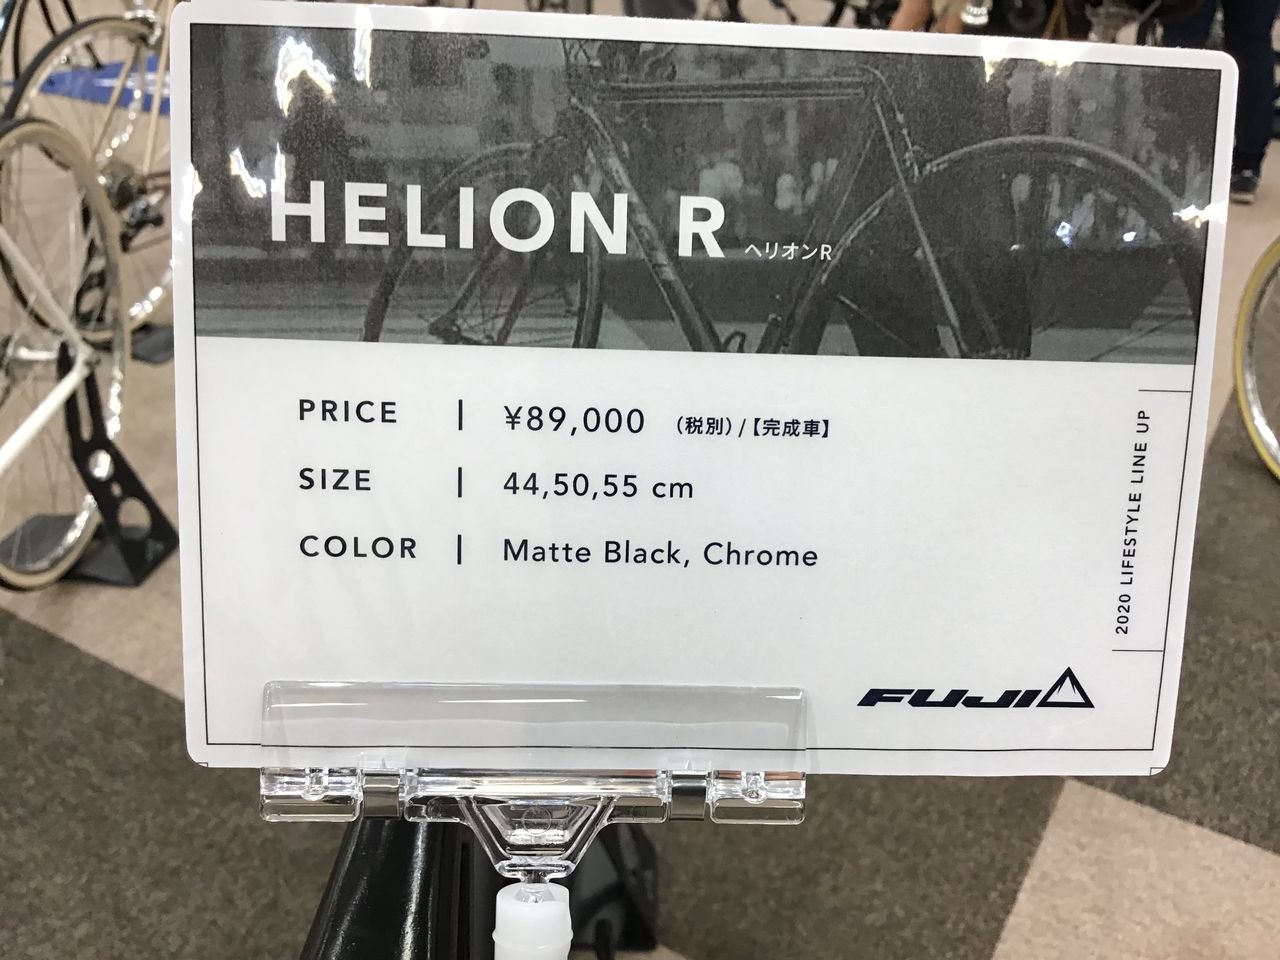 HELION R ヘリオンR
PRICE | ¥89,000 (税別)/【完成車】
SIZE | 44,50,55 cm
COLOR | Matte Black, Chrome
2020 LIFESTYLE LINE UP
FUJI